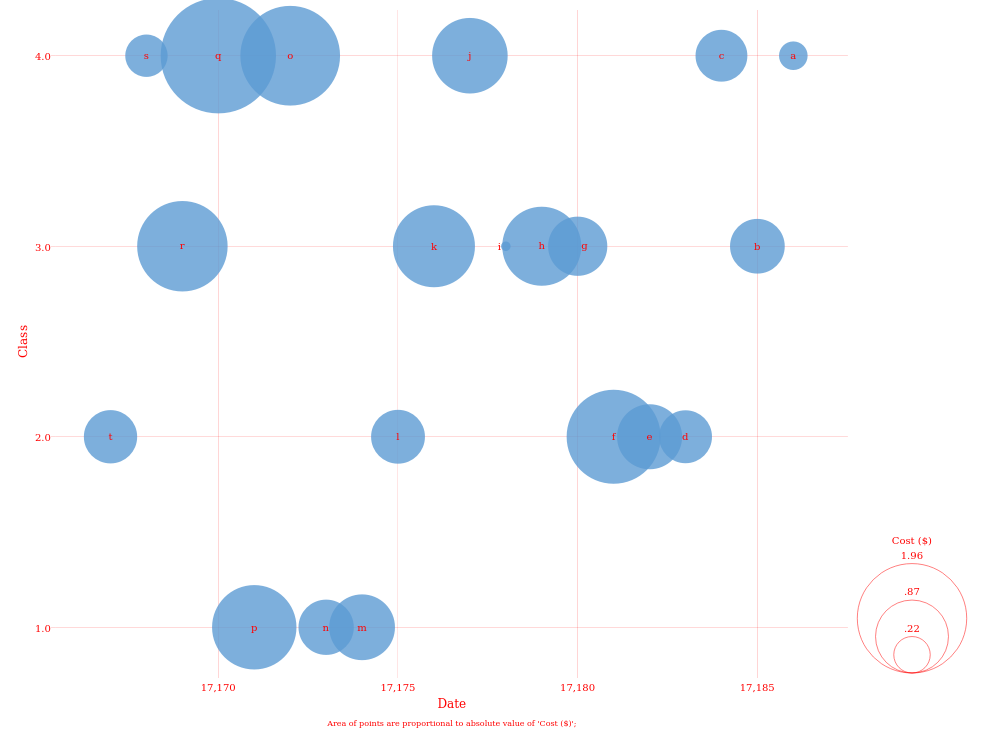 4.0
s
q
o
j
c
a
3.0
r
k
i
h
g
b
Class
2.0
t
l
f
e
d
1.0
p
n
m
Cost ($)
1.96
.87
.22
17,170 17,175 17,180 17,185
Date
Area of points are proportional to absolute value of 'Cost ($)';